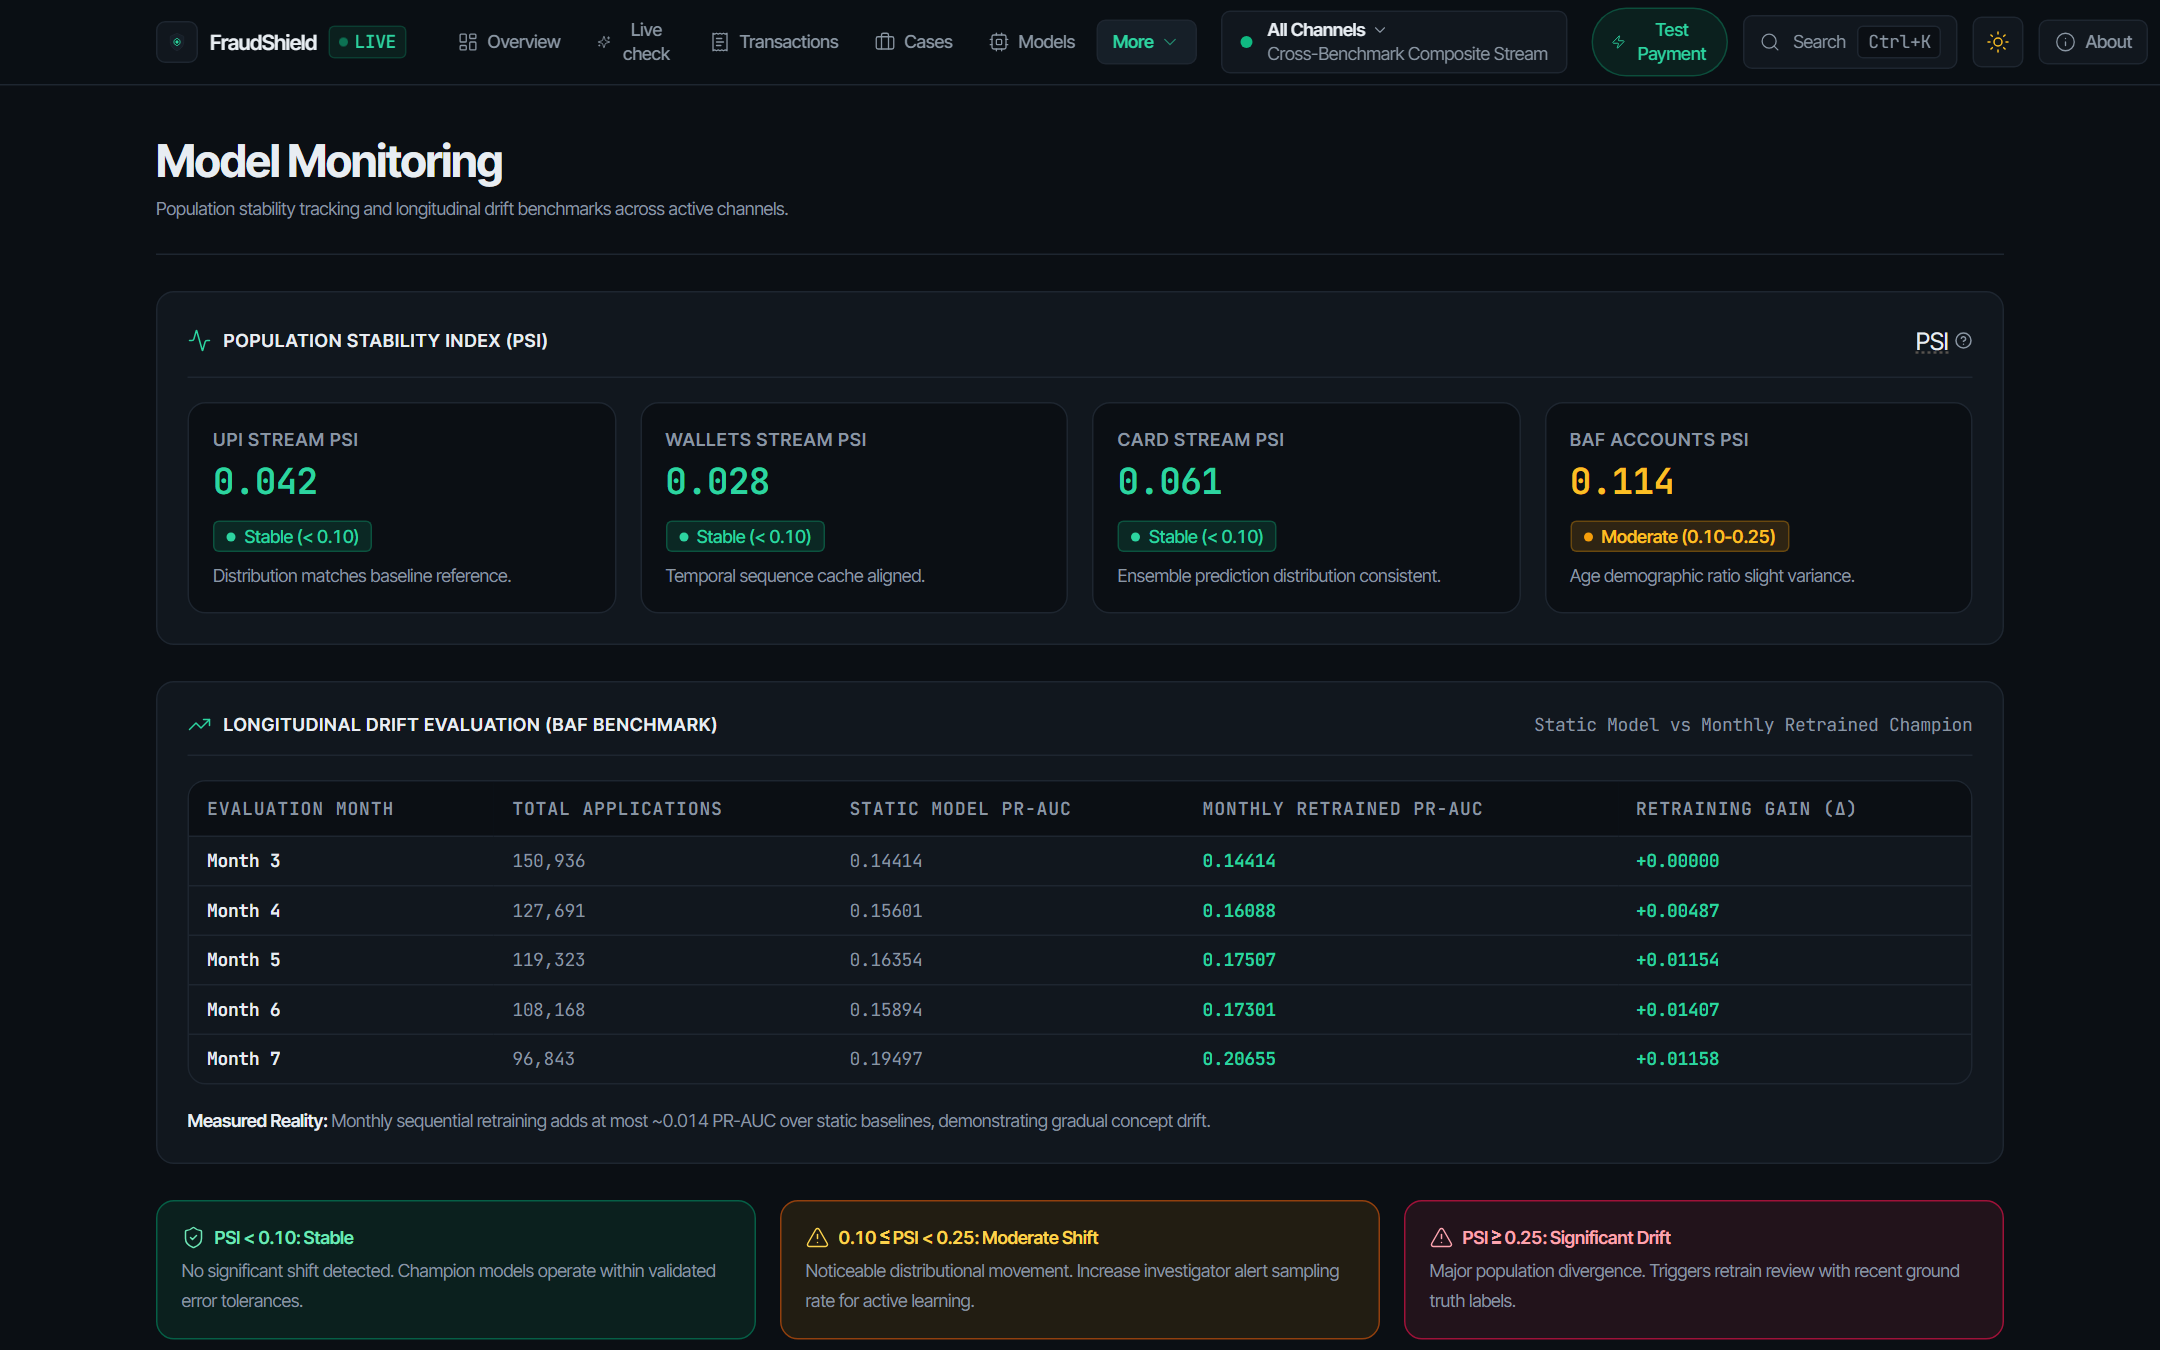 FraudShield
LIVE
Overview
Live check
Transactions
Cases
Models
More
All Channels
Cross-Benchmark Composite Stream
Test Payment
Search
Ctrl+K
About
Model Monitoring
Population stability tracking and longitudinal drift benchmarks across active channels.
POPULATION STABILITY INDEX (PSI)
PSI
UPI STREAM PSI
0.042
Stable (< 0.10)
Distribution matches baseline reference.
WALLETS STREAM PSI
0.028
Stable (< 0.10)
Temporal sequence cache aligned.
CARD STREAM PSI
0.061
Stable (< 0.10)
Ensemble prediction distribution consistent.
BAF ACCOUNTS PSI
0.114
Moderate (0.10-0.25)
Age demographic ratio slight variance.
LONGITUDINAL DRIFT EVALUATION (BAF BENCHMARK)
Static Model vs Monthly Retrained Champion
EVALUATION MONTH TOTAL APPLICATIONS STATIC MODEL PR-AUC MONTHLY RETRAINED PR-AUC RETRAINING GAIN (Δ)
Month 3 150,936 0.14414 0.14414 +0.00000
Month 4 127,691 0.15601 0.16088 +0.00487
Month 5 119,323 0.16354 0.17507 +0.01154
Month 6 108,168 0.15894 0.17301 +0.01407
Month 7 96,843 0.19497 0.20655 +0.01158
Measured Reality: Monthly sequential retraining adds at most ~0.014 PR-AUC over static baselines, demonstrating gradual concept drift.
PSI < 0.10: Stable
No significant shift detected. Champion models operate within validated
error tolerances.
0.10 ≤ PSI < 0.25: Moderate Shift
Noticeable distributional movement. Increase investigator alert sampling
rate for active learning.
PSI ≥ 0.25: Significant Drift
Major population divergence. Triggers retrain review with recent ground
truth labels.